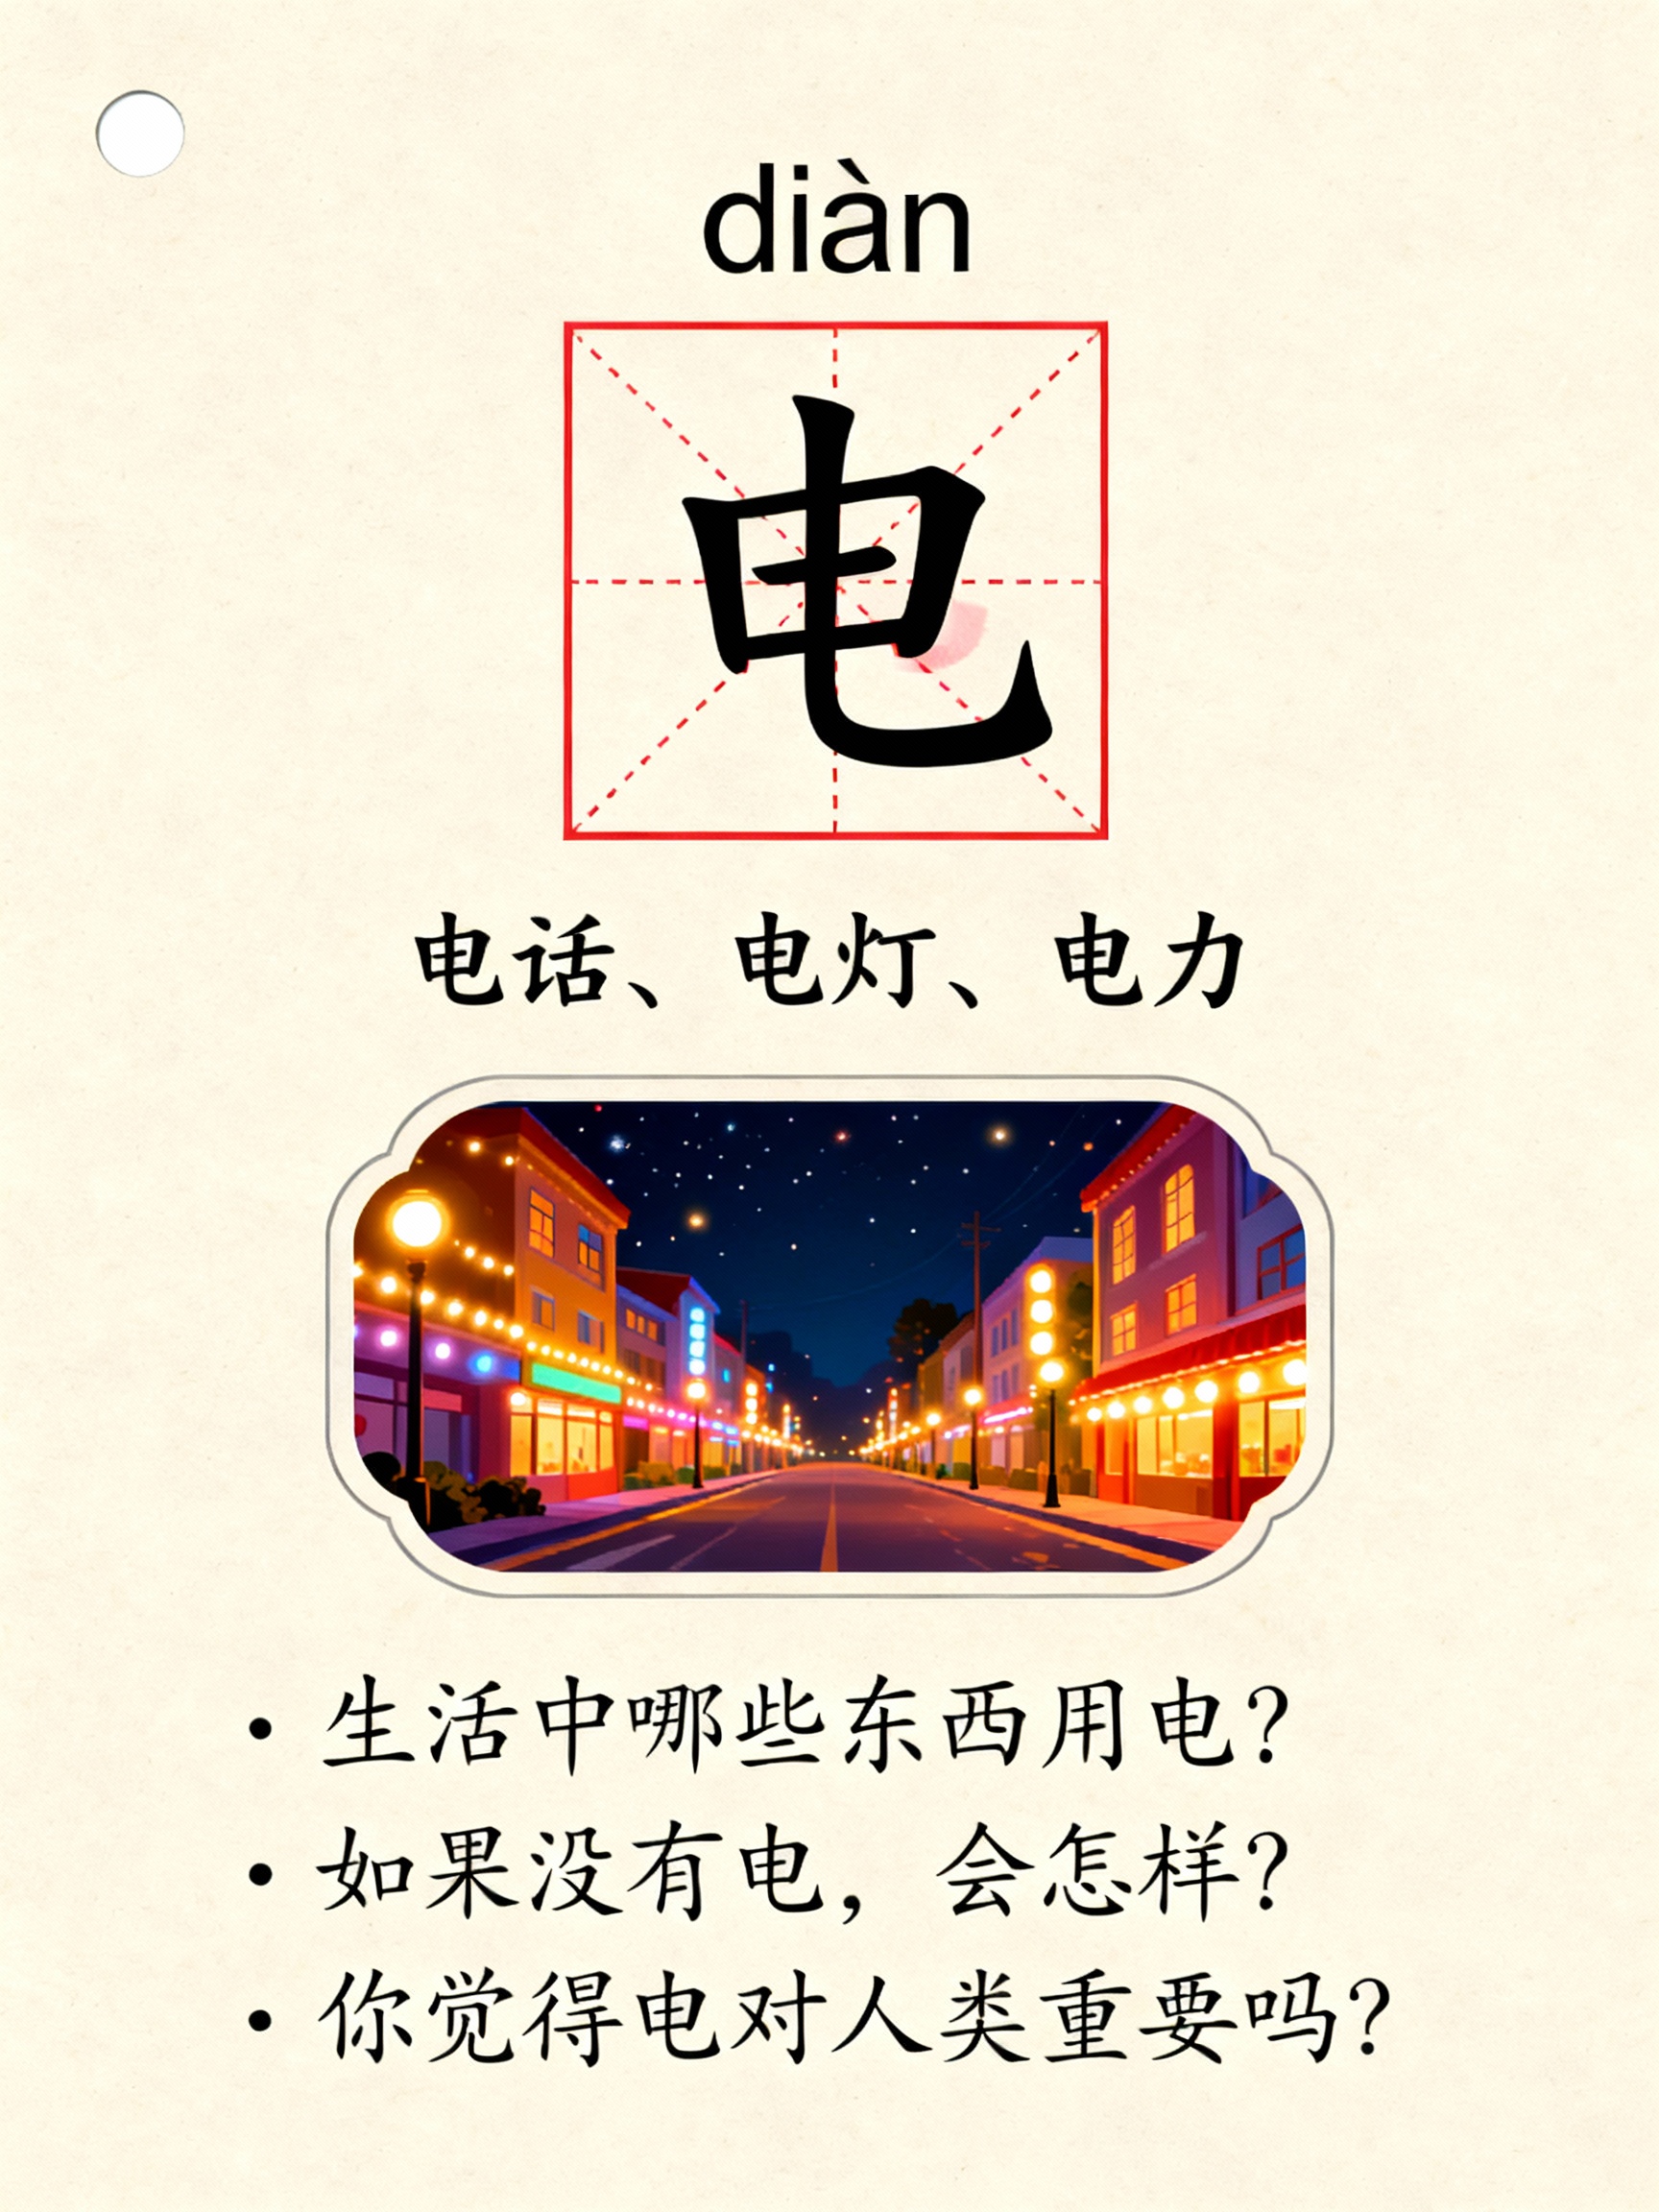 diàn
电
电话、电灯、电力
• 生活中哪些东西用电？
• 如果没有电，会怎样？
• 你觉得电对人类重要吗？